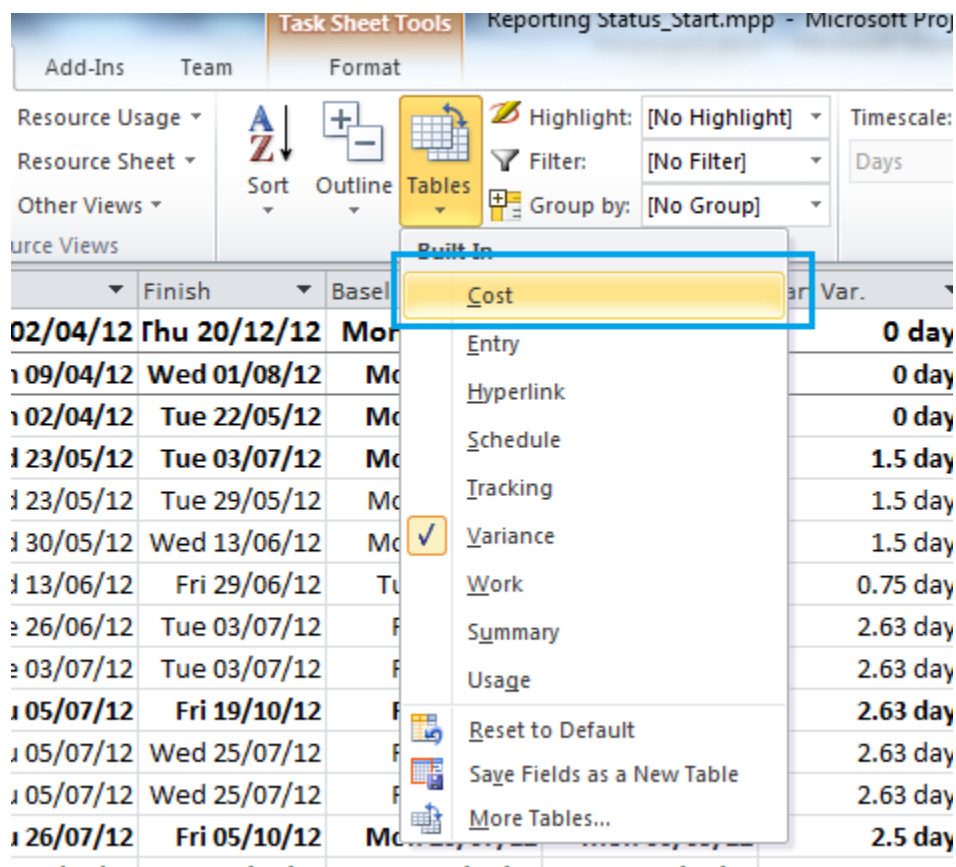 Task Sheet Tools Reporting Status_Start.mpp - Microsoft Proj
Add-Ins Team Format
Resource Usage Highlight: [No Highlight] Timescale:
Resource Sheet Filter: [No Filter] Days
Sort Outline Tables
Other Views Group by: [No Group]
urce Views
Built In
Finish Basel Var.
Cost
02/04/12 Thu 20/12/12 Mon 0 day
Entry
09/04/12 Wed 01/08/12 Mo 0 day
Hyperlink
02/04/12 Tue 22/05/12 Mo 0 day
Schedule
23/05/12 Tue 03/07/12 Mo 1.5 day
Tracking
23/05/12 Tue 29/05/12 Mo 1.5 day
Variance
30/05/12 Wed 13/06/12 Mo 1.5 day
Work
13/06/12 Fri 29/06/12 Tu 0.75 day
Summary
26/06/12 Tue 03/07/12 F 2.63 day
Usage
03/07/12 Tue 03/07/12 F 2.63 day
05/07/12 Fri 19/10/12 F 2.63 day
Reset to Default
05/07/12 Wed 25/07/12 F 2.63 day
Save Fields as a New Table
05/07/12 Wed 25/07/12 F 2.63 day
More Tables...
26/07/12 Fri 05/10/12 Mo 2.5 day